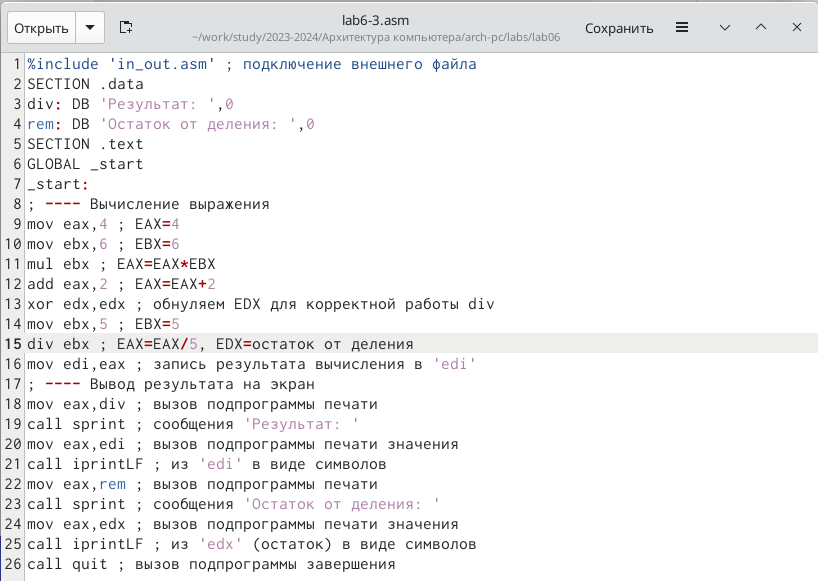 Открыть
lab6-3.asm
~/work/study/2023-2024/Архитектура компьютера/arch-pc/labs/lab06
Сохранить
1 %include 'in_out.asm' ; подключение внешнего файла
2 SECTION .data
3 div: DB 'Результат: ',0
4 rem: DB 'Остаток от деления: ',0
5 SECTION .text
6 GLOBAL _start
7 _start:
8 ; ---- Вычисление выражения
9 mov eax,4 ; EAX=4
10 mov ebx,6 ; EBX=6
11 mul ebx ; EAX=EAX*EBX
12 add eax,2 ; EAX=EAX+2
13 xor edx,edx ; обнуляем EDX для корректной работы div
14 mov ebx,5 ; EBX=5
15 div ebx ; EAX=EAX/5, EDX=остаток от деления
16 mov edi,eax ; запись результата вычисления в 'edi'
17 ; ---- Вывод результата на экран
18 mov eax,div ; вызов подпрограммы печати
19 call sprint ; сообщения 'Результат: '
20 mov eax,edi ; вызов подпрограммы печати значения
21 call iprintLF ; из 'edi' в виде символов
22 mov eax,rem ; вызов подпрограммы печати
23 call sprint ; сообщения 'Остаток от деления: '
24 mov eax,edx ; вызов подпрограммы печати значения
25 call iprintLF ; из 'edx' (остаток) в виде символов
26 call quit ; вызов подпрограммы завершения